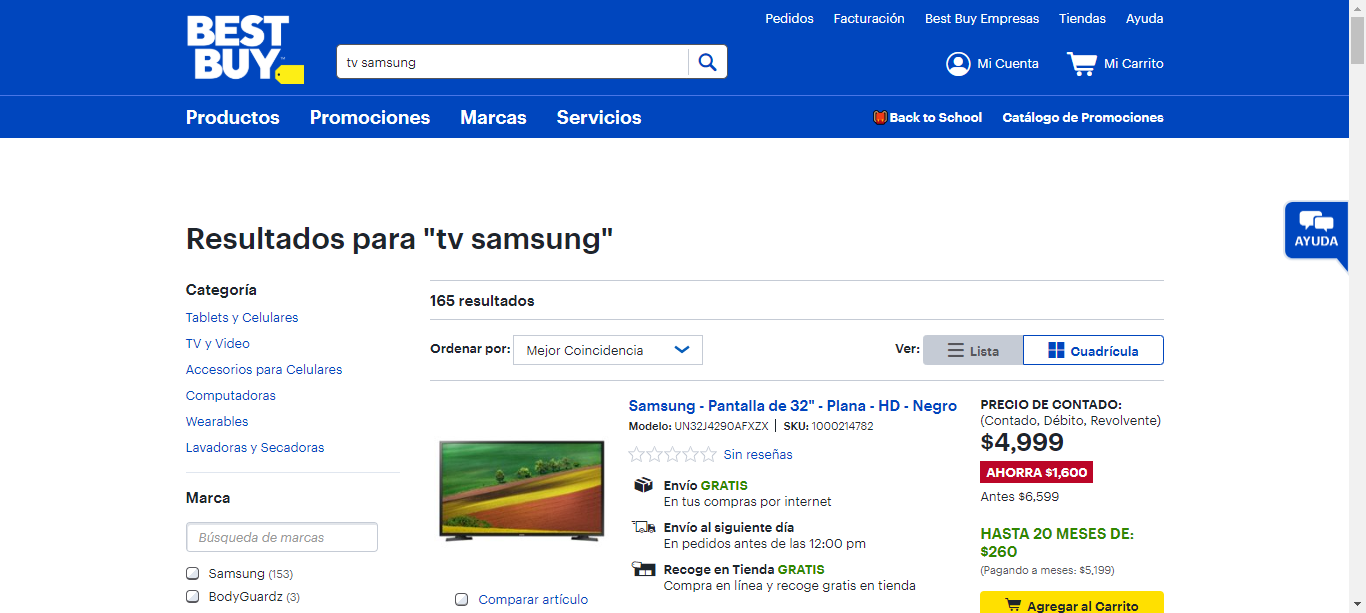 BEST
BUY
Pedidos Facturación Best Buy Empresas Tiendas Ayuda
tv samsung
Mi Cuenta Mi Carrito
Productos Promociones Marcas Servicios
Back to School Catálogo de Promociones
AYUDA
Resultados para "tv samsung"
Categoría
Tablets y Celulares
TV y Video
Accesorios para Celulares
Computadoras
Wearables
Lavadoras y Secadoras
Marca
Búsqueda de marcas
Samsung (153)
BodyGuardz (3)
165 resultados
Ordenar por: Mejor Coincidencia
Ver: Lista Cuadrícula
Samsung - Pantalla de 32" - Plana - HD - Negro
Modelo: UN32J4290AFXZX | SKU: 1000214782
Sin reseñas
Envío GRATIS
En tus compras por internet
Envío al siguiente día
En pedidos antes de las 12:00 pm
Recoge en Tienda GRATIS
Compra en línea y recoge gratis en tienda
Comparar artículo
PRECIO DE CONTADO:
(Contado, Débito, Revolvente)
$4,999
AHORRA $1,600
Antes $6,599
HASTA 20 MESES DE:
$260
(Pagando a meses: $5,199)
Agregar al Carrito